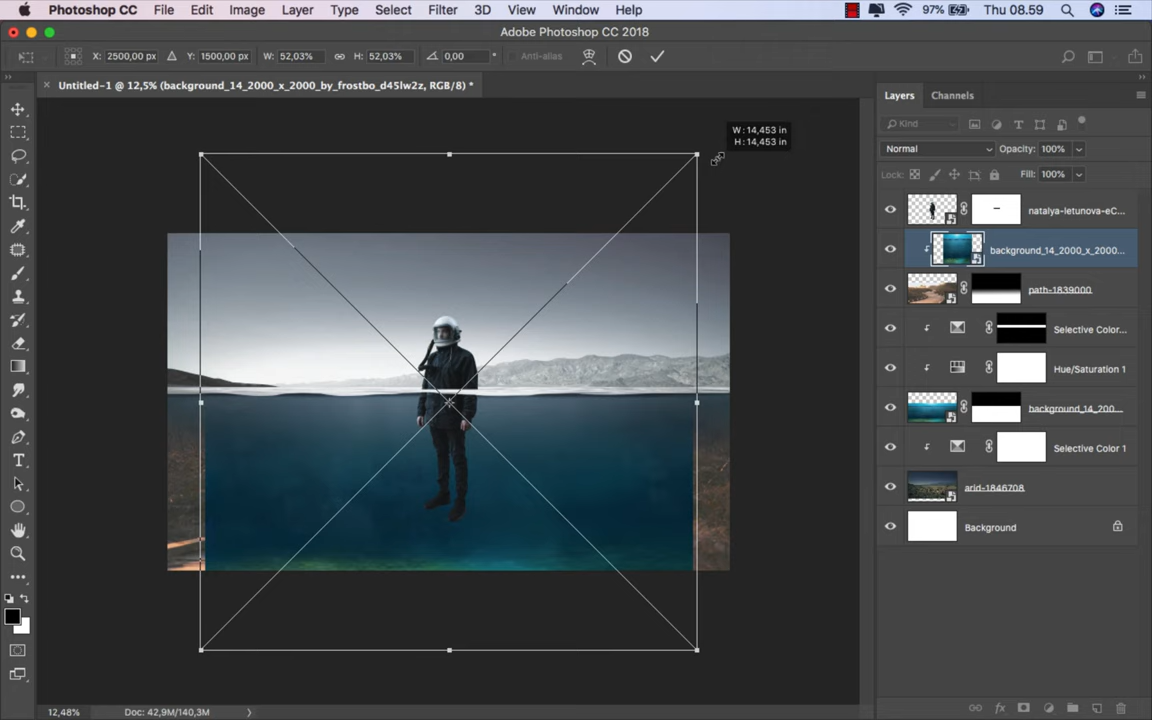 Photoshop CC File Edit Image Layer Type Select Filter 3D View Window Help 97% Thu 08.59
Adobe Photoshop CC 2018
X: 2500,00 px Y: 1500,00 px W: 52,03% H: 52,03% 0,00 ° Anti-alias
× Untitled-1 @ 12,5% (background_14_2000_x_2000_by_frostbo_d45lw2z, RGB/8) *
W: 14,453 in
H: 14,453 in
Layers Channels
Kind
Normal Opacity: 100%
Lock: Fill: 100%
natalya-letunova-eC...
background_14_2000_x_2000...
path-1839000
Selective Color...
Hue/Saturation 1
background_14_200...
Selective Color 1
arid-1846708
Background
12,48% Doc: 42,9M/140,3M